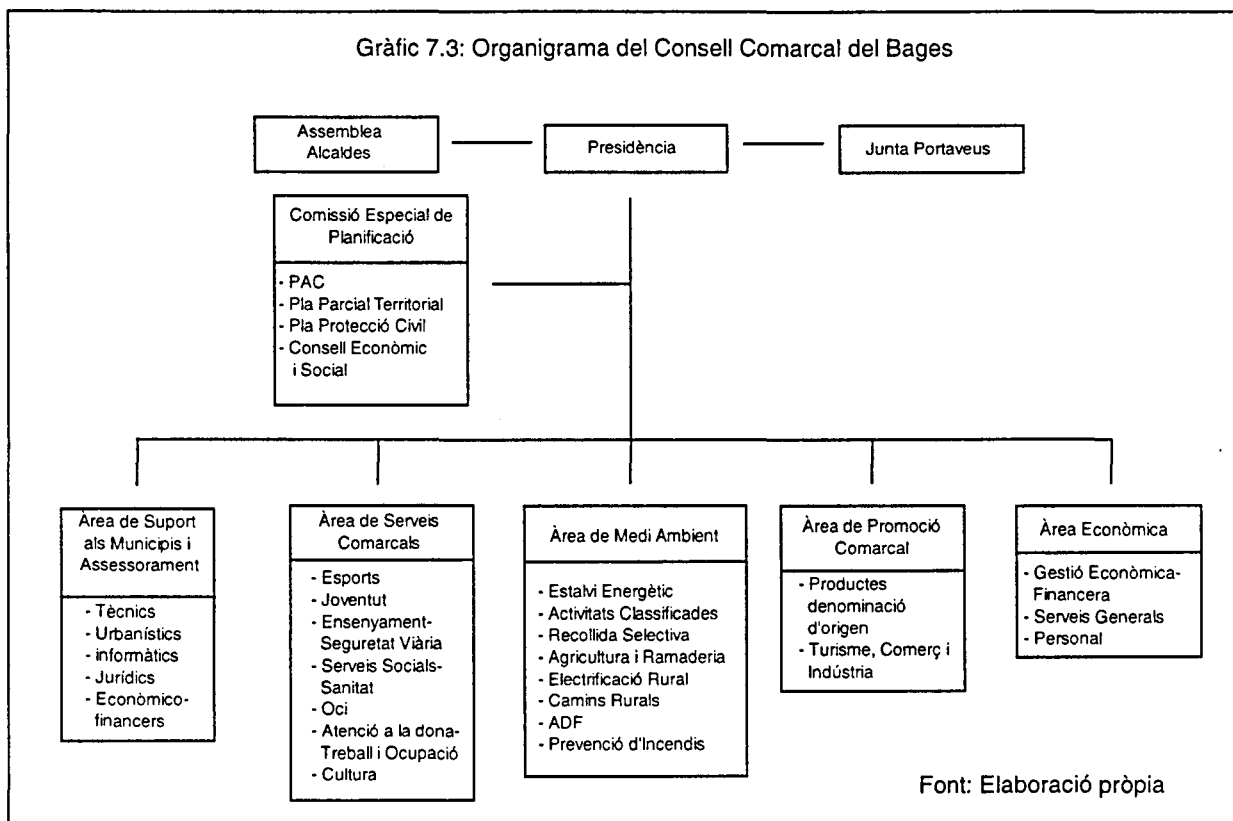 Gràfic 7.3: Organigrama del Consell Comarcal del Bages
Assemblea
Alcaldes
Presidència
Junta Portaveus
Comissió Especial de
Planificació
- PAC
- Pla Parcial Territorial
- Pla Protecció Civil
- Consell Econòmic
i Social
Àrea de Suport
als Municipis i
Assessorament
- Tècnics
- Urbanístics
- informàtics
- Jurídics
- Econòmico-
financers
Àrea de Serveis
Comarcals
- Esports
- Joventut
- Ensenyament-
Seguretat Viària
- Serveis Socials-
Sanitat
- Oci
- Atenció a la dona-
Treball i Ocupació
- Cultura
Àrea de Medi Ambient
- Estalvi Energètic
- Activitats Classificades
- Recollida Selectiva
- Agricultura i Ramaderia
- Electrificació Rural
- Camins Rurals
- ADF
- Prevenció d'Incendis
Àrea de Promoció
Comarcal
- Productes
denominació
d'origen
- Turisme, Comerç i
Indústria
Àrea Econòmica
- Gestió Econòmica-
Financera
- Serveis Generals
- Personal
Font: Elaboració pròpia